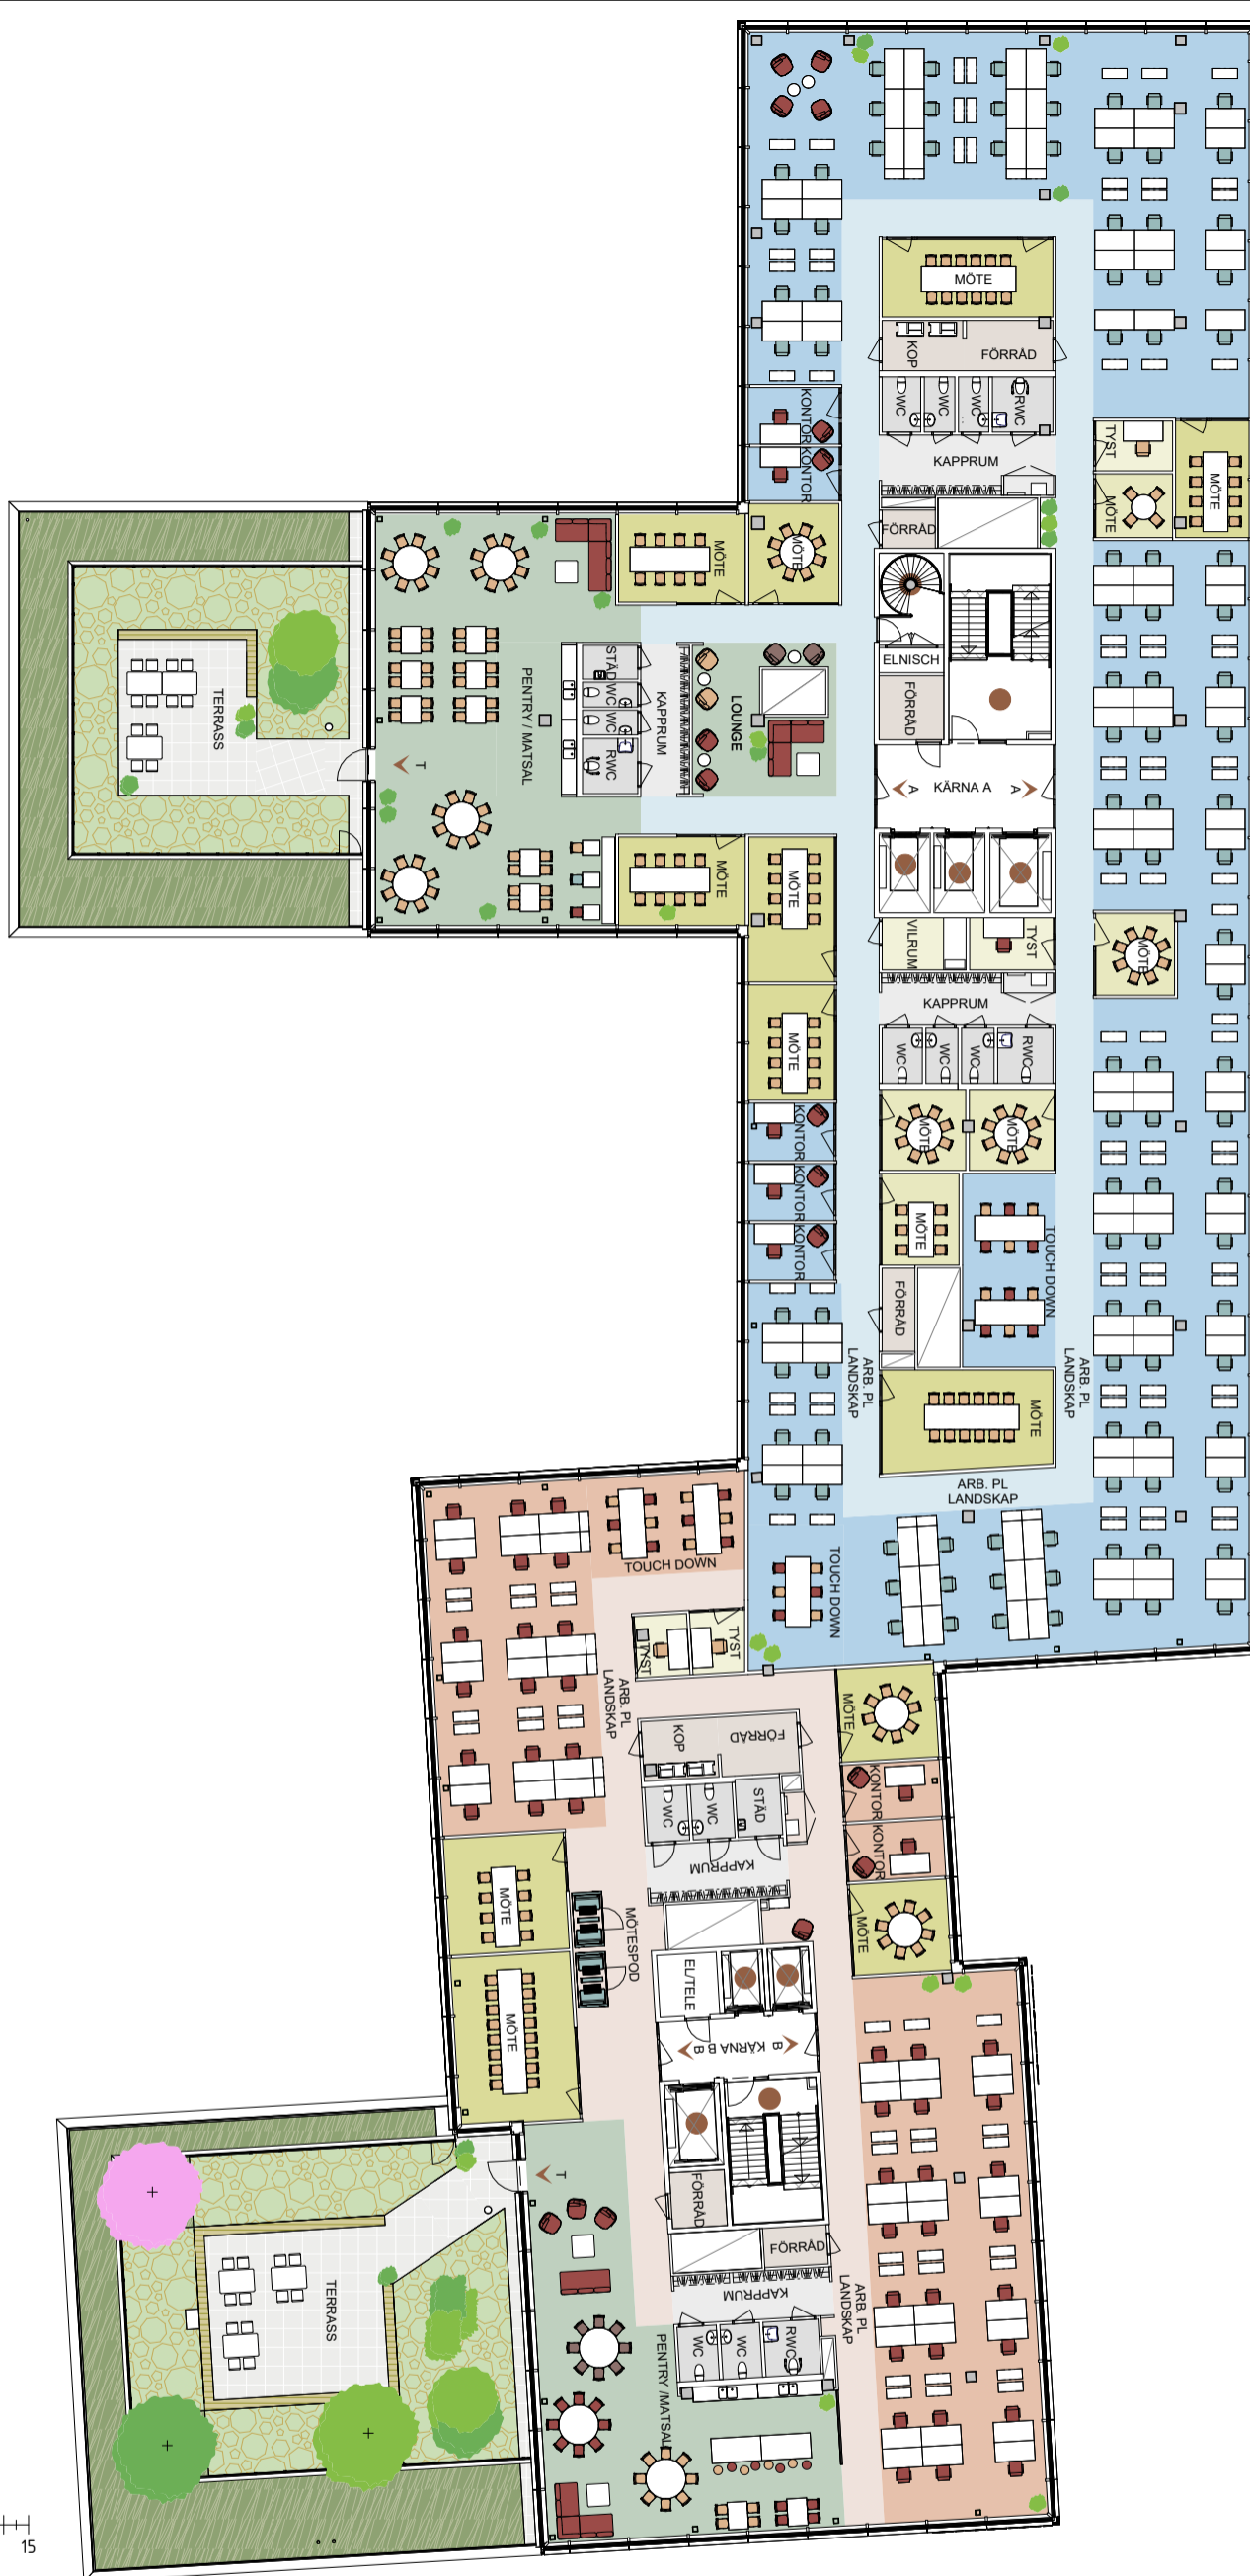 MÖTE
KOP
FÖRRÅD
WC
WC
WC
RWC
KONTOR
KONTOR
KAPPRUM
TYST
MÖTE
MÖTE
FÖRRÅD
MÖTE
MÖTE
ELNISCH
FÖRRÅD
STÄD
WC
WC
RWC
KAPPRUM
LOUNGE
PENTRY / MATSAL
TERRASS
T
A
KÄRNA A
A
MÖTE
MÖTE
VILRUM
TYST
MÖTE
KAPPRUM
WC
WC
WC
RWC
MÖTE
MÖTE
MÖTE
KONTOR
KONTOR
KONTOR
MÖTE
TOUCH DOWN
FÖRRÅD
ARB. PL
LANDSKAP
ARB. PL
LANDSKAP
MÖTE
ARB. PL
LANDSKAP
TOUCH DOWN
TOUCH DOWN
TYST
TYST
ARB. PL
LANDSKAP
MÖTE
KOP
FÖRRÅD
KONTOR
KONTOR
WC
WC
STÄD
KAPPRUM
MÖTE
MÖTE
MÖTESPOD
EL/TELE
MÖTE
B
KÄRNA B
B
T
FÖRRÅD
FÖRRÅD
KAPPRUM
ARB. PL
LANDSKAP
TERRASS
WC
WC
RWC
PENTRY /MATSAL
15